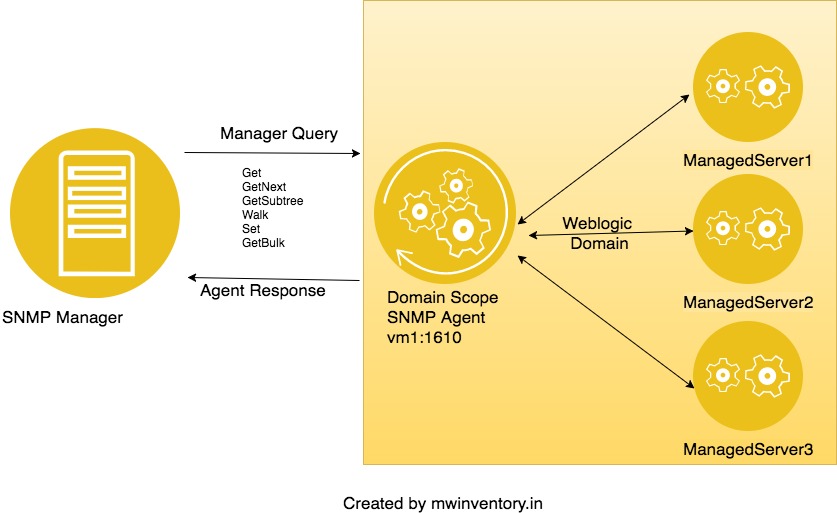 Manager Query
Get
GetNext
GetSubtree
Walk
Set
GetBulk
Agent Response
SNMP Manager
Domain Scope
SNMP Agent
vm1:1610
Weblogic
Domain
ManagedServer1
ManagedServer2
ManagedServer3
Created by mwinventory.in